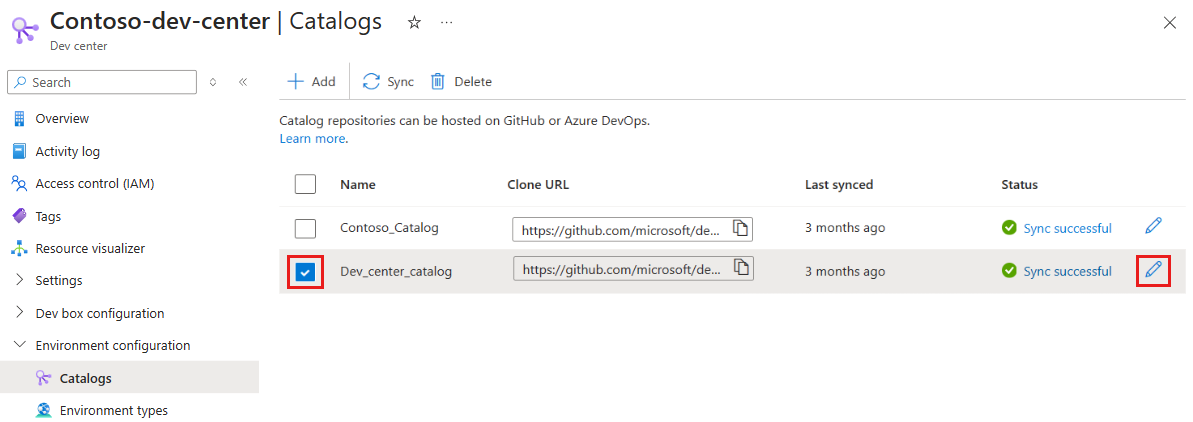 Contoso-dev-center | Catalogs ☆ ···
Dev center
Search
Overview
Activity log
Access control (IAM)
Tags
Resource visualizer
Settings
Dev box configuration
Environment configuration
Catalogs
Environment types
Add Sync Delete
Catalog repositories can be hosted on GitHub or Azure DevOps.
Learn more.
Name Clone URL Last synced Status
Contoso_Catalog https://github.com/microsoft/de... 3 months ago Sync successful
Dev_center_catalog https://github.com/microsoft/de... 3 months ago Sync successful